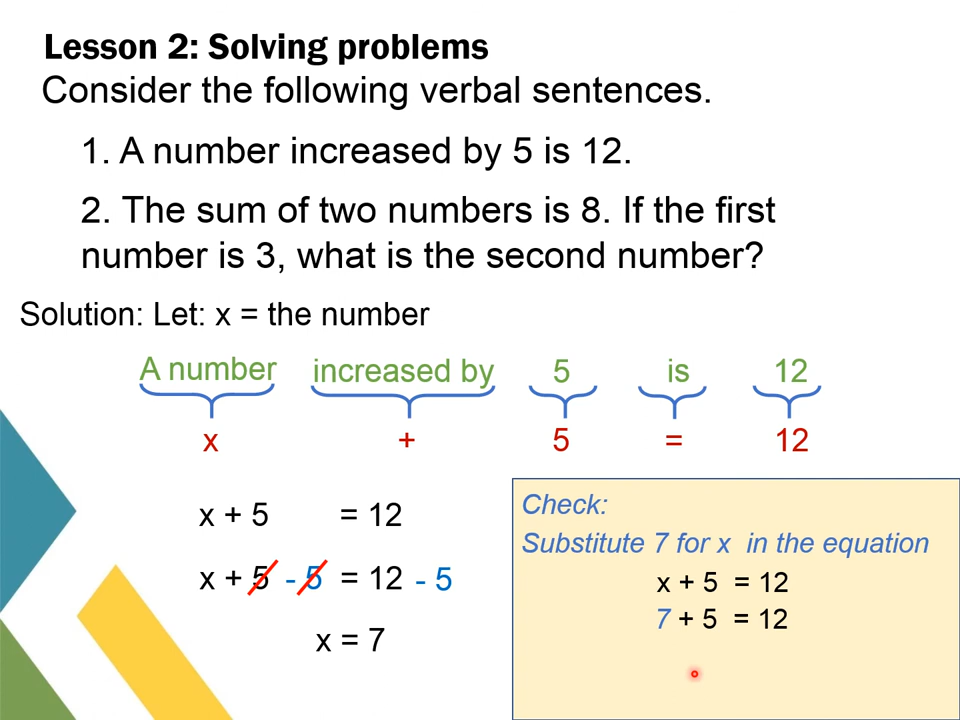 Lesson 2: Solving problems
Consider the following verbal sentences.
1. A number increased by 5 is 12.
2. The sum of two numbers is 8. If the first
number is 3, what is the second number?
Solution: Let: x = the number
A number increased by 5 is 12
x + 5 = 12
x + 5 = 12
x + 5 - 5 = 12 - 5
x = 7
Check:
Substitute 7 for x in the equation
x + 5 = 12
7 + 5 = 12